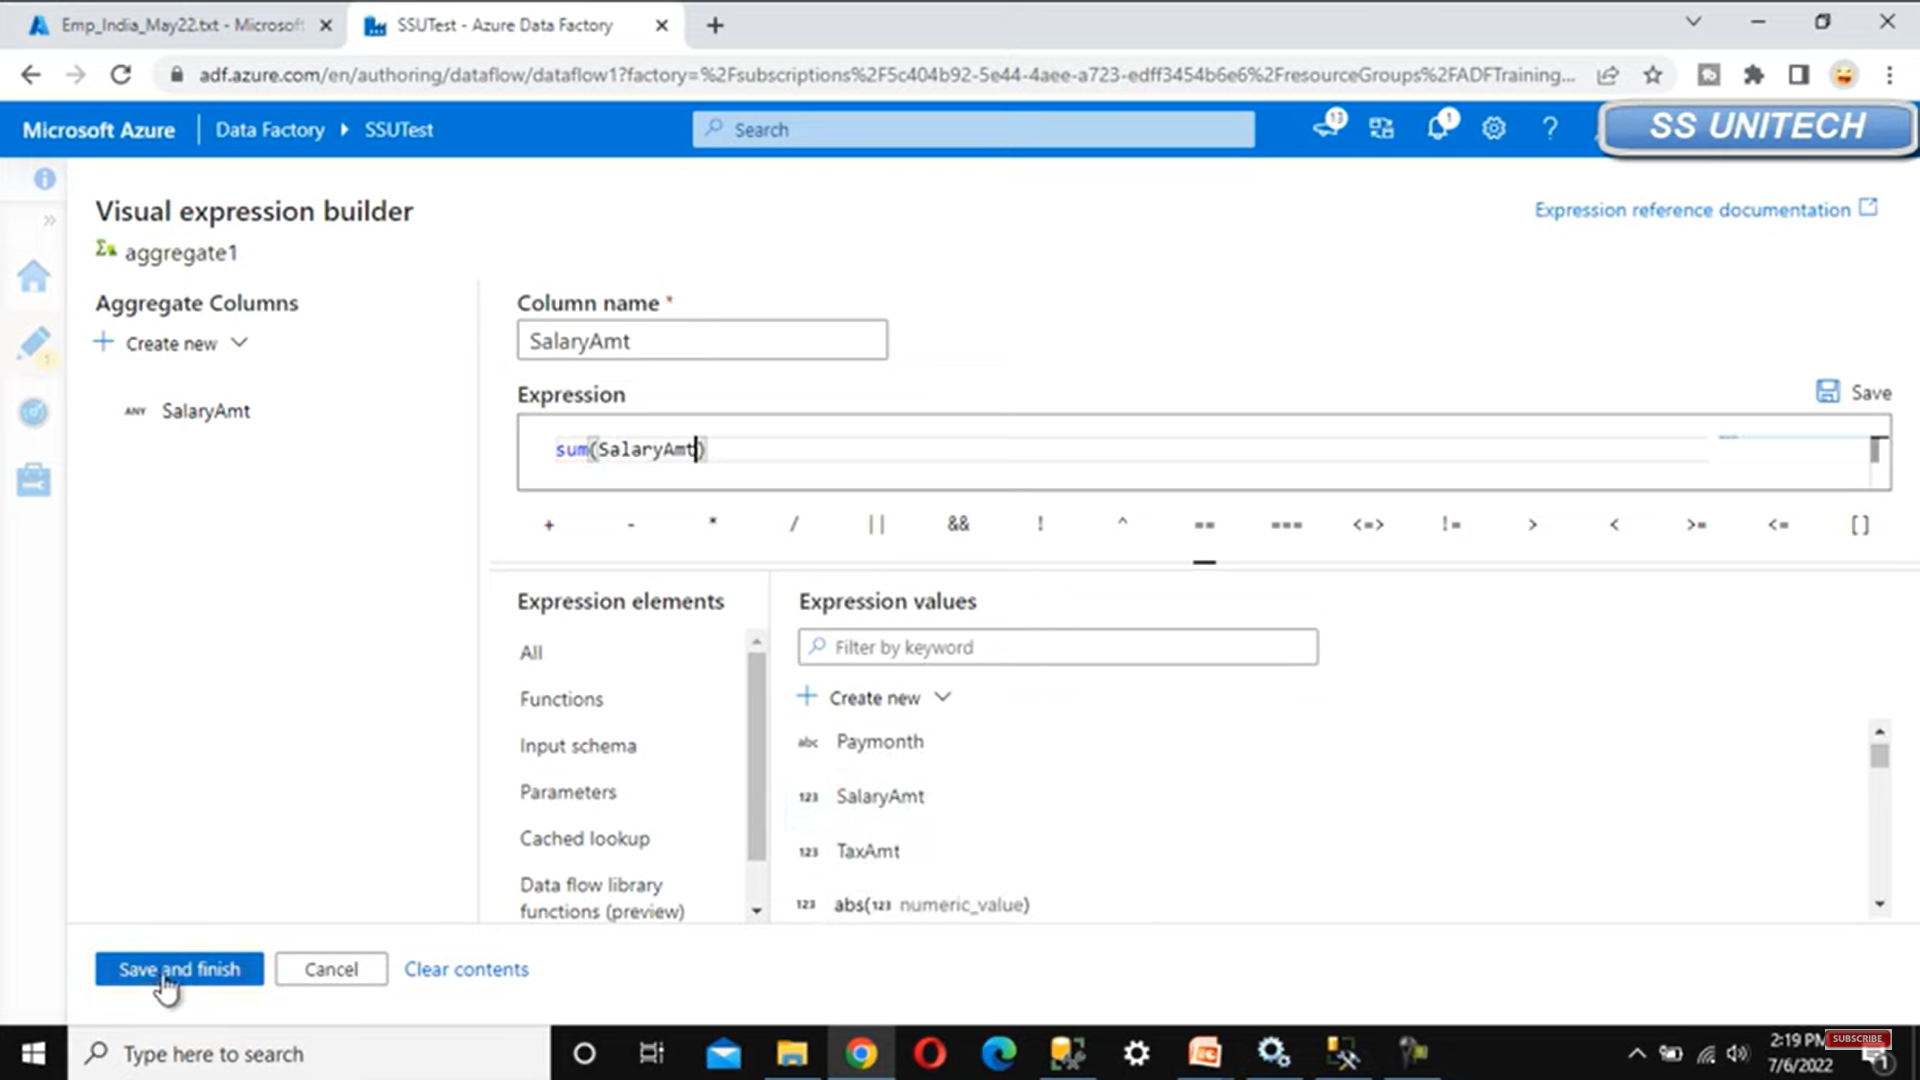 Emp_India_May22.txt - Microsoft
SSUTest - Azure Data Factory
adf.azure.com/en/authoring/dataflow/dataflow1?factory=%2Fsubscriptions%2F5c404b92-5e44-4aee-a723-edff3454b6e6%2FresourceGroups%2FADFTraining...
Microsoft Azure
Data Factory
SSUTest
Search
13
1
?
SS UNITECH
Visual expression builder
Expression reference documentation
aggregate1
Aggregate Columns
Create new
ANY SalaryAmt
Column name *
SalaryAmt
Expression
Save
sum(SalaryAmt)
+ - * / || && ! ^ == === <=> != > < >= <= []
Expression elements
All
Functions
Input schema
Parameters
Cached lookup
Data flow library
functions (preview)
Expression values
Filter by keyword
Create new
abc Paymonth
123 SalaryAmt
123 TaxAmt
123 abs(123 numeric_value)
Save and finish
Cancel
Clear contents
Type here to search
2:19 PM
7/6/2022
SUBSCRIBE
1